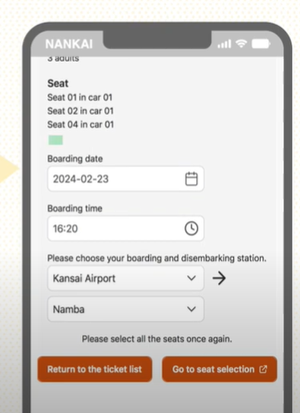 NANKAI
3 adults
Seat
Seat 01 in car 01
Seat 02 in car 01
Seat 04 in car 01
Boarding date
2024-02-23
Boarding time
16:20
Please choose your boarding and disembarking station.
Kansai Airport
Namba
Please select all the seats once again.
Return to the ticket list
Go to seat selection